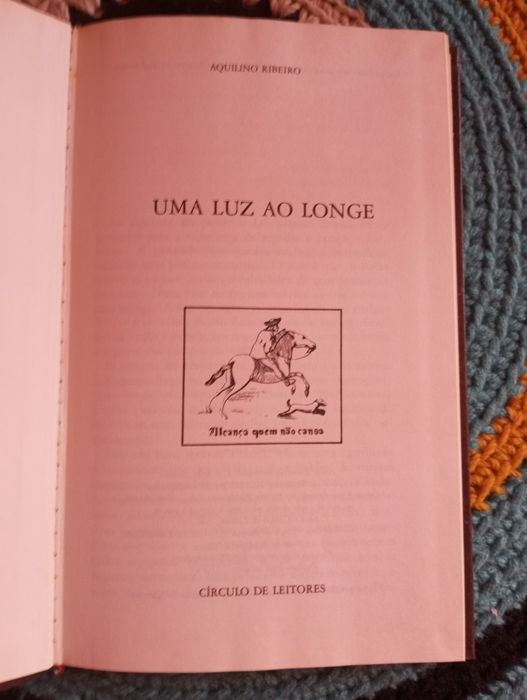 AQUILINO RIBEIRO
UMA LUZ AO LONGE
Alcança quem não cansa
CÍRCULO DE LEITORES